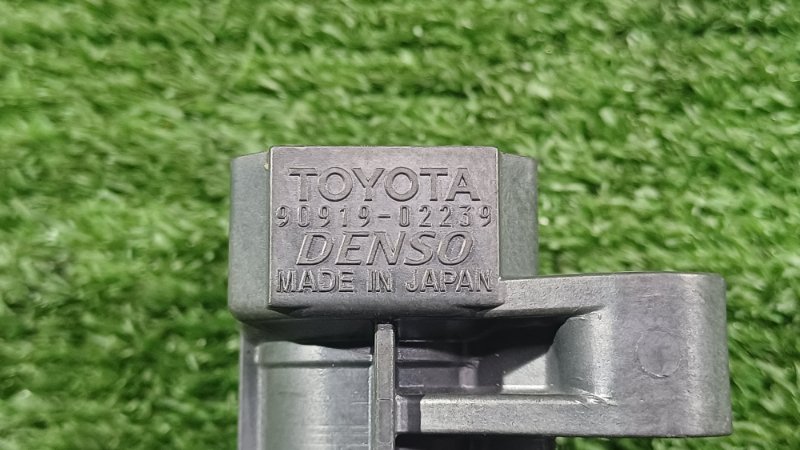 TOYOTA
90919-02239
DENSO
MADE IN JAPAN